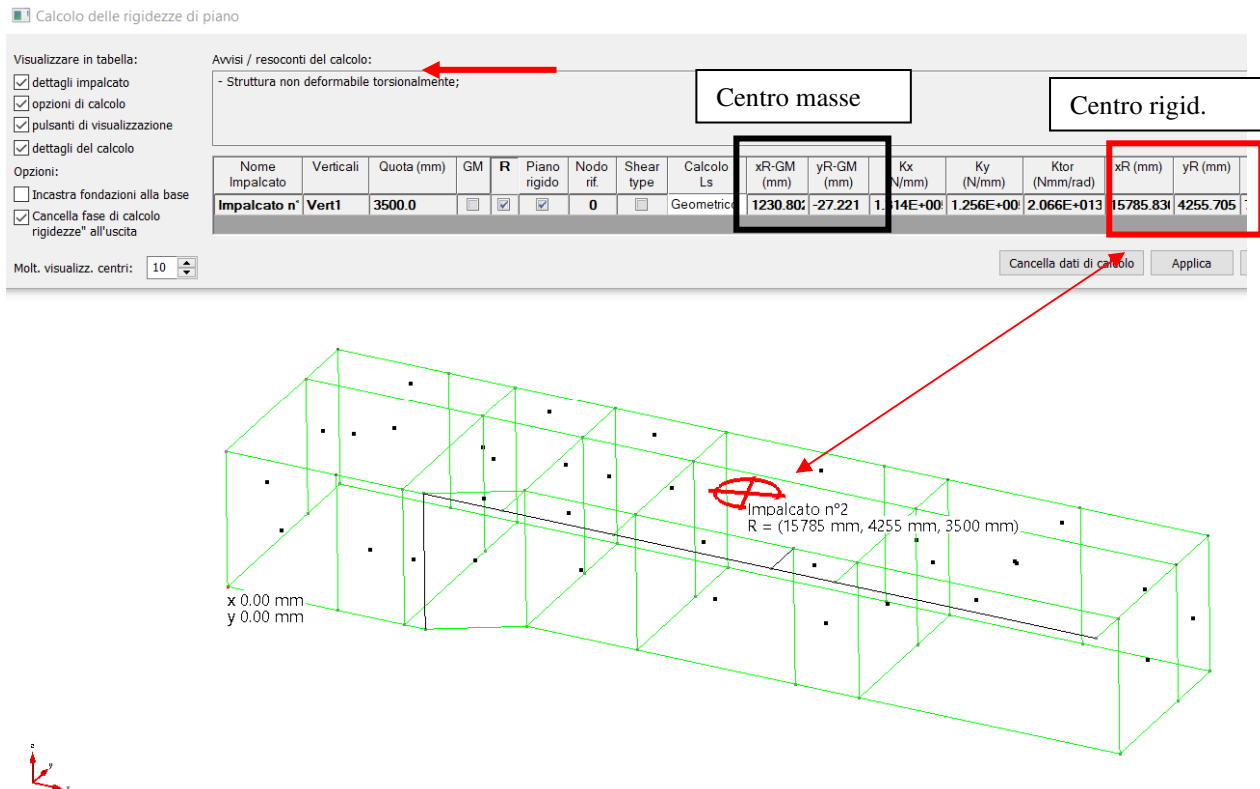 Calcolo delle rigidezze di piano
Visualizzare in tabella:
dettagli impalcato
opzioni di calcolo
pulsanti di visualizzazione
dettagli del calcolo
Opzioni:
Incastra fondazioni alla base
Cancella fase di calcolo
rigidezze" all'uscita
Molt. visualizz. centri: 10
Avvisi / resoconti del calcolo:
- Struttura non deformabile torsionalmente;
Centro masse
Centro rigid.
Nome Impalcato Verticali Quota (mm) GM R Piano rigido Nodo rif. Shear type Calcolo Ls xR-GM (mm) yR-GM (mm) Kx N/mm) Ky (N/mm) Ktor (Nmm/rad) xR (mm) yR (mm)
Impalcato n° Vert1 3500.0 0 Geometrico 1230.802 -27.221 1.256E+00 2.066E+013 15785.830 4255.705
Cancella dati di calcolo Applica
Impalcato n°2
R = (15785 mm, 4255 mm, 3500 mm)
x 0.00 mm
y 0.00 mm
z
y
x